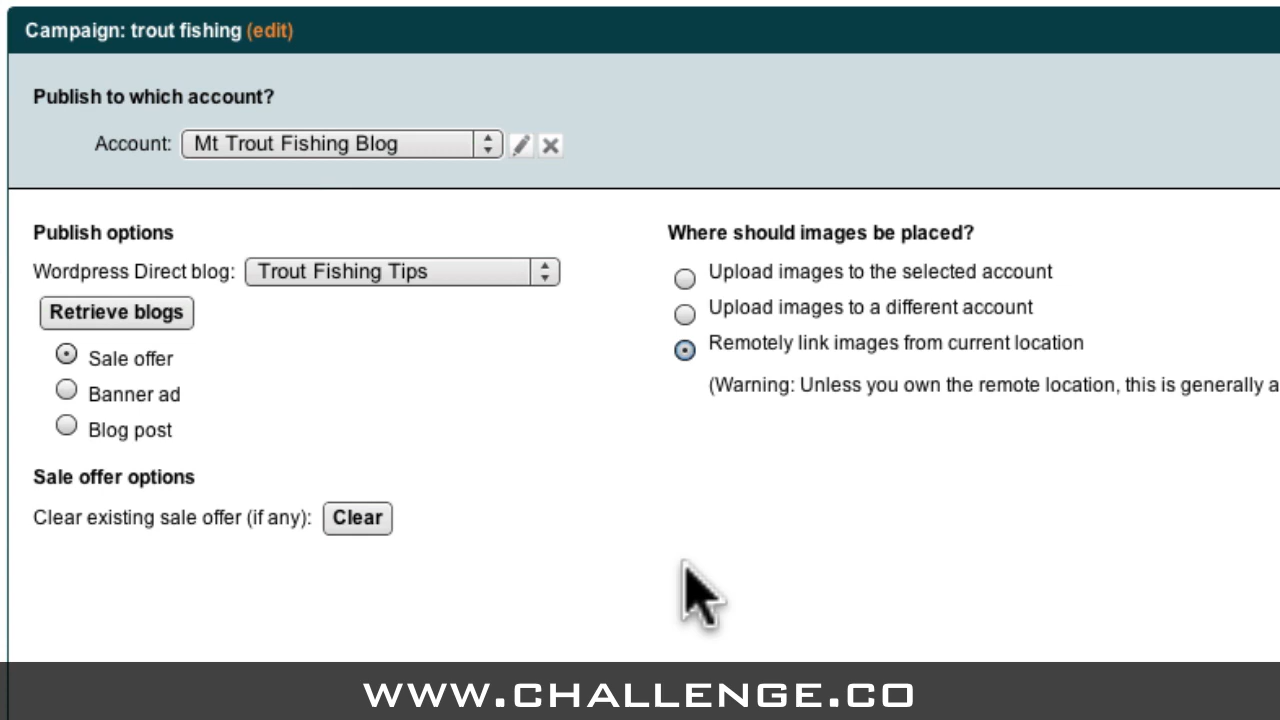 Campaign: trout fishing (edit)
Publish to which account?
Account: Mt Trout Fishing Blog
Publish options
Wordpress Direct blog: Trout Fishing Tips
Retrieve blogs
Sale offer
Banner ad
Blog post
Sale offer options
Clear existing sale offer (if any): Clear
Where should images be placed?
Upload images to the selected account
Upload images to a different account
Remotely link images from current location
(Warning: Unless you own the remote location, this is generally a
WWW.CHALLENGE.CO